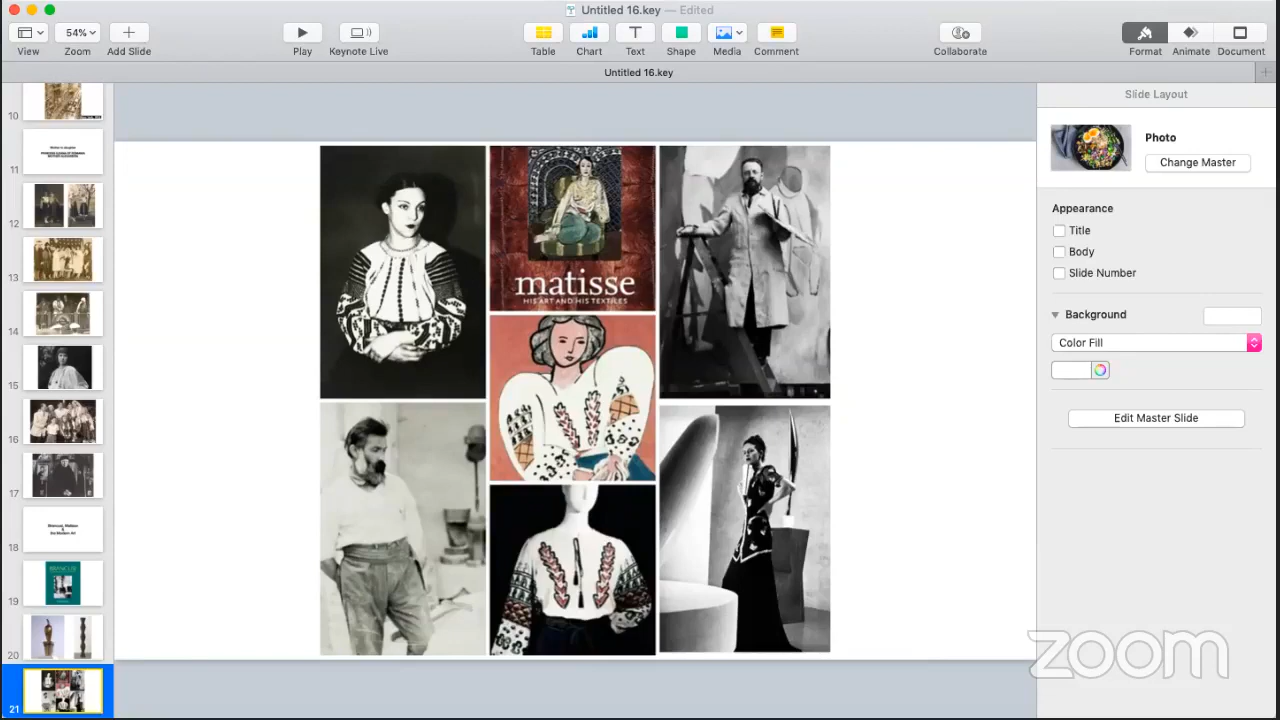 Untitled 16.key — Edited
54%
View
Zoom
Add Slide
Play
Keynote Live
Table
Chart
Text
Shape
Media
Comment
Collaborate
Format
Animate
Document
Untitled 16.key
10
11
12
13
14
15
16
17
18
19
20
21
matisse
HIS ART AND HIS TEXTILES
Slide Layout
Photo
Change Master
Appearance
Title
Body
Slide Number
Background
Color Fill
Edit Master Slide
zoom